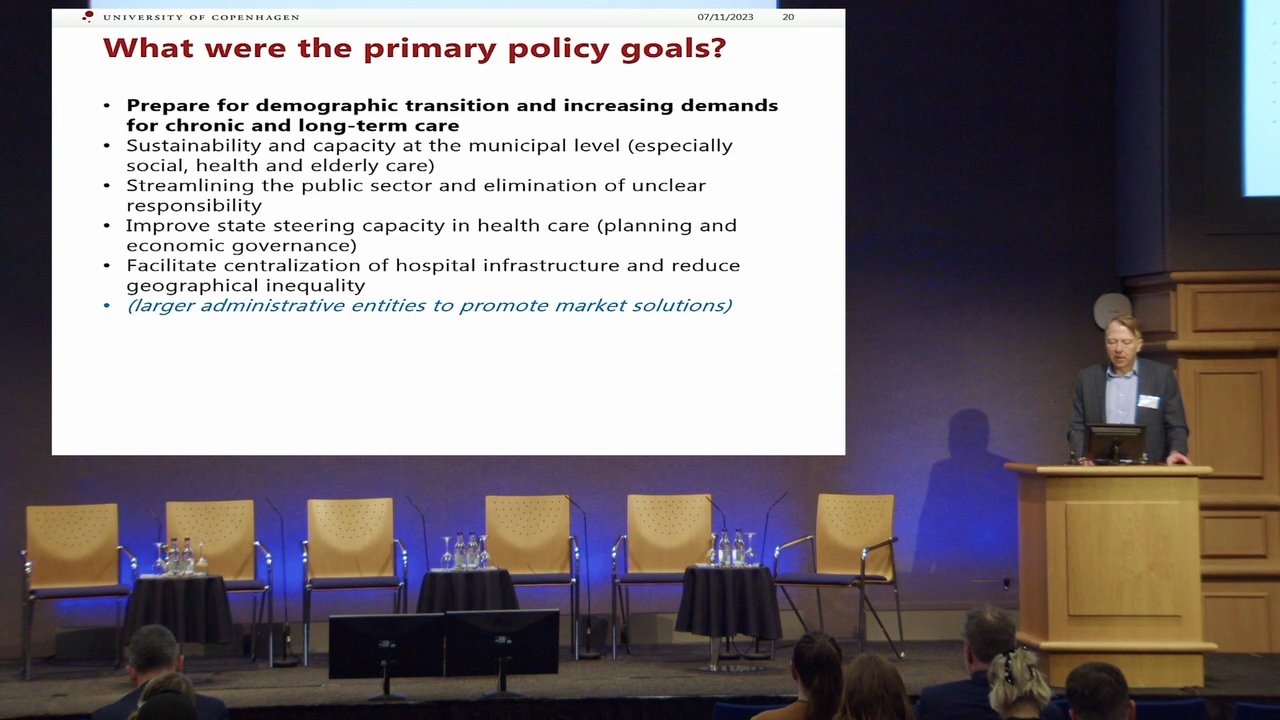 UNIVERSITY OF COPENHAGEN 07/11/2023 20
What were the primary policy goals?
• Prepare for demographic transition and increasing demands
for chronic and long-term care
• Sustainability and capacity at the municipal level (especially
social, health and elderly care)
• Streamlining the public sector and elimination of unclear
responsibility
• Improve state steering capacity in health care (planning and
economic governance)
• Facilitate centralization of hospital infrastructure and reduce
geographical inequality
• (larger administrative entities to promote market solutions)